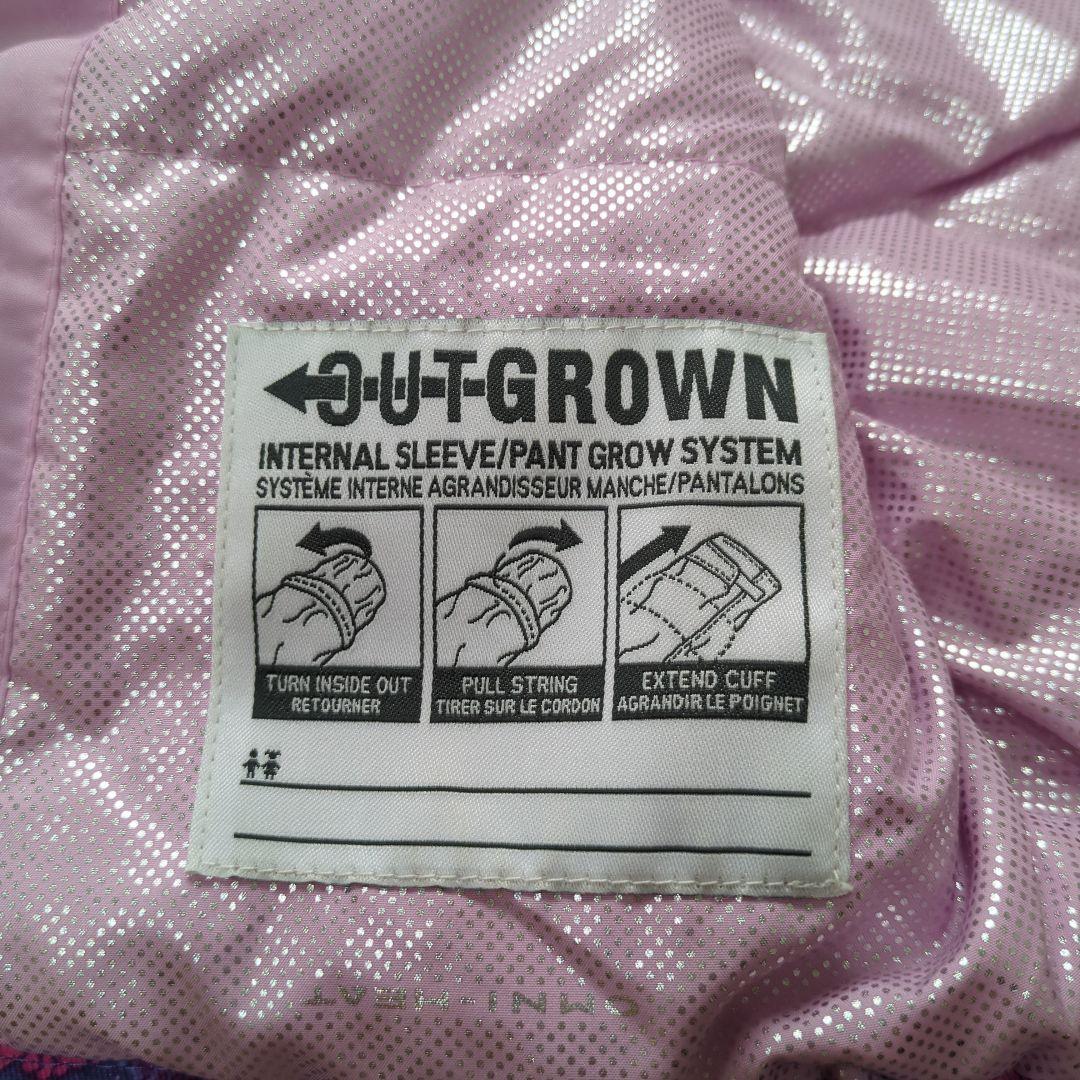 OUTGROWN
INTERNAL SLEEVE/PANT GROW SYSTEM
SYSTÈME INTERNE AGRANDISSEUR MANCHE/PANTALONS
TURN INSIDE OUT
RETOURNER
PULL STRING
TIRER SUR LE CORDON
EXTEND CUFF
AGRANDIR LE POIGNET
OMNI-HEAT